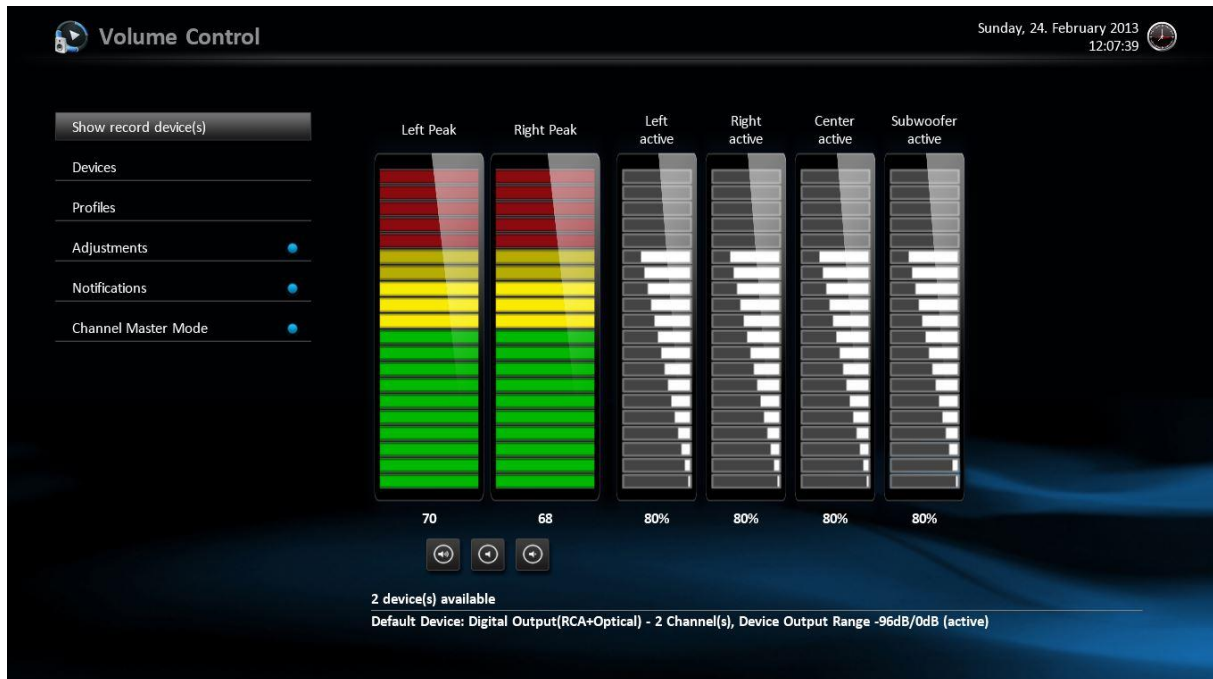 Volume Control
Sunday, 24. February 2013
12:07:39
Show record device(s)
Devices
Profiles
Adjustments
Notifications
Channel Master Mode
Left Peak
Right Peak
Left
active
Right
active
Center
active
Subwoofer
active
70
68
80%
80%
80%
80%
2 device(s) available
Default Device: Digital Output(RCA+Optical) - 2 Channel(s), Device Output Range -96dB/0dB (active)